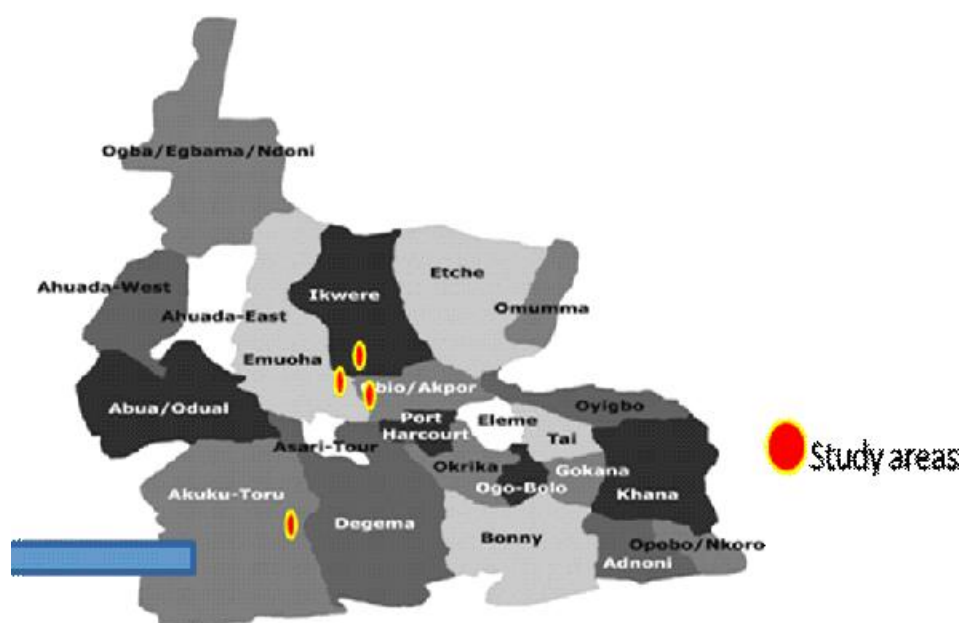 Ogba/Egbama/Ndoni
Etche
Ahuada-West
Ikwere
Omumma
Ahuada-East
Emuoha
bio/Akpor
Abua/Odual
Port
Harcourt
Eleme
Oyigbo
Asari-Tour
Tai
Study areas
Okrika
Gokana
Ogo-Bolo
Khana
Akuku-Toru
Degema
Bonny
Opobo/Nkoro
Adnoni